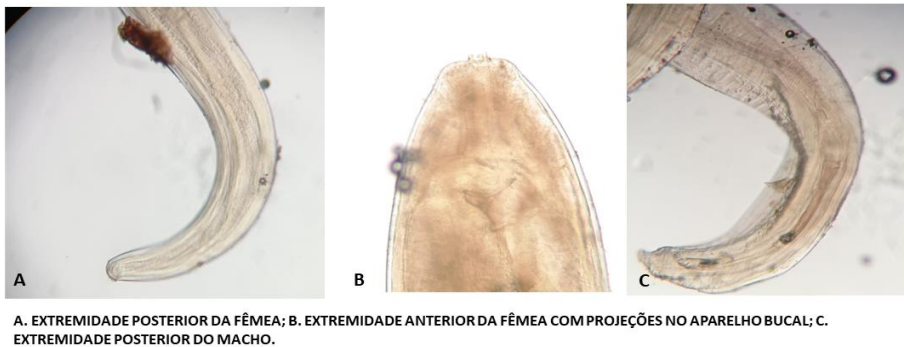 A
B
C
A. EXTREMIDADE POSTERIOR DA FÊMEA; B. EXTREMIDADE ANTERIOR DA FÊMEA COM PROJEÇÕES NO APARELHO BUCAL; C.
EXTREMIDADE POSTERIOR DO MACHO.